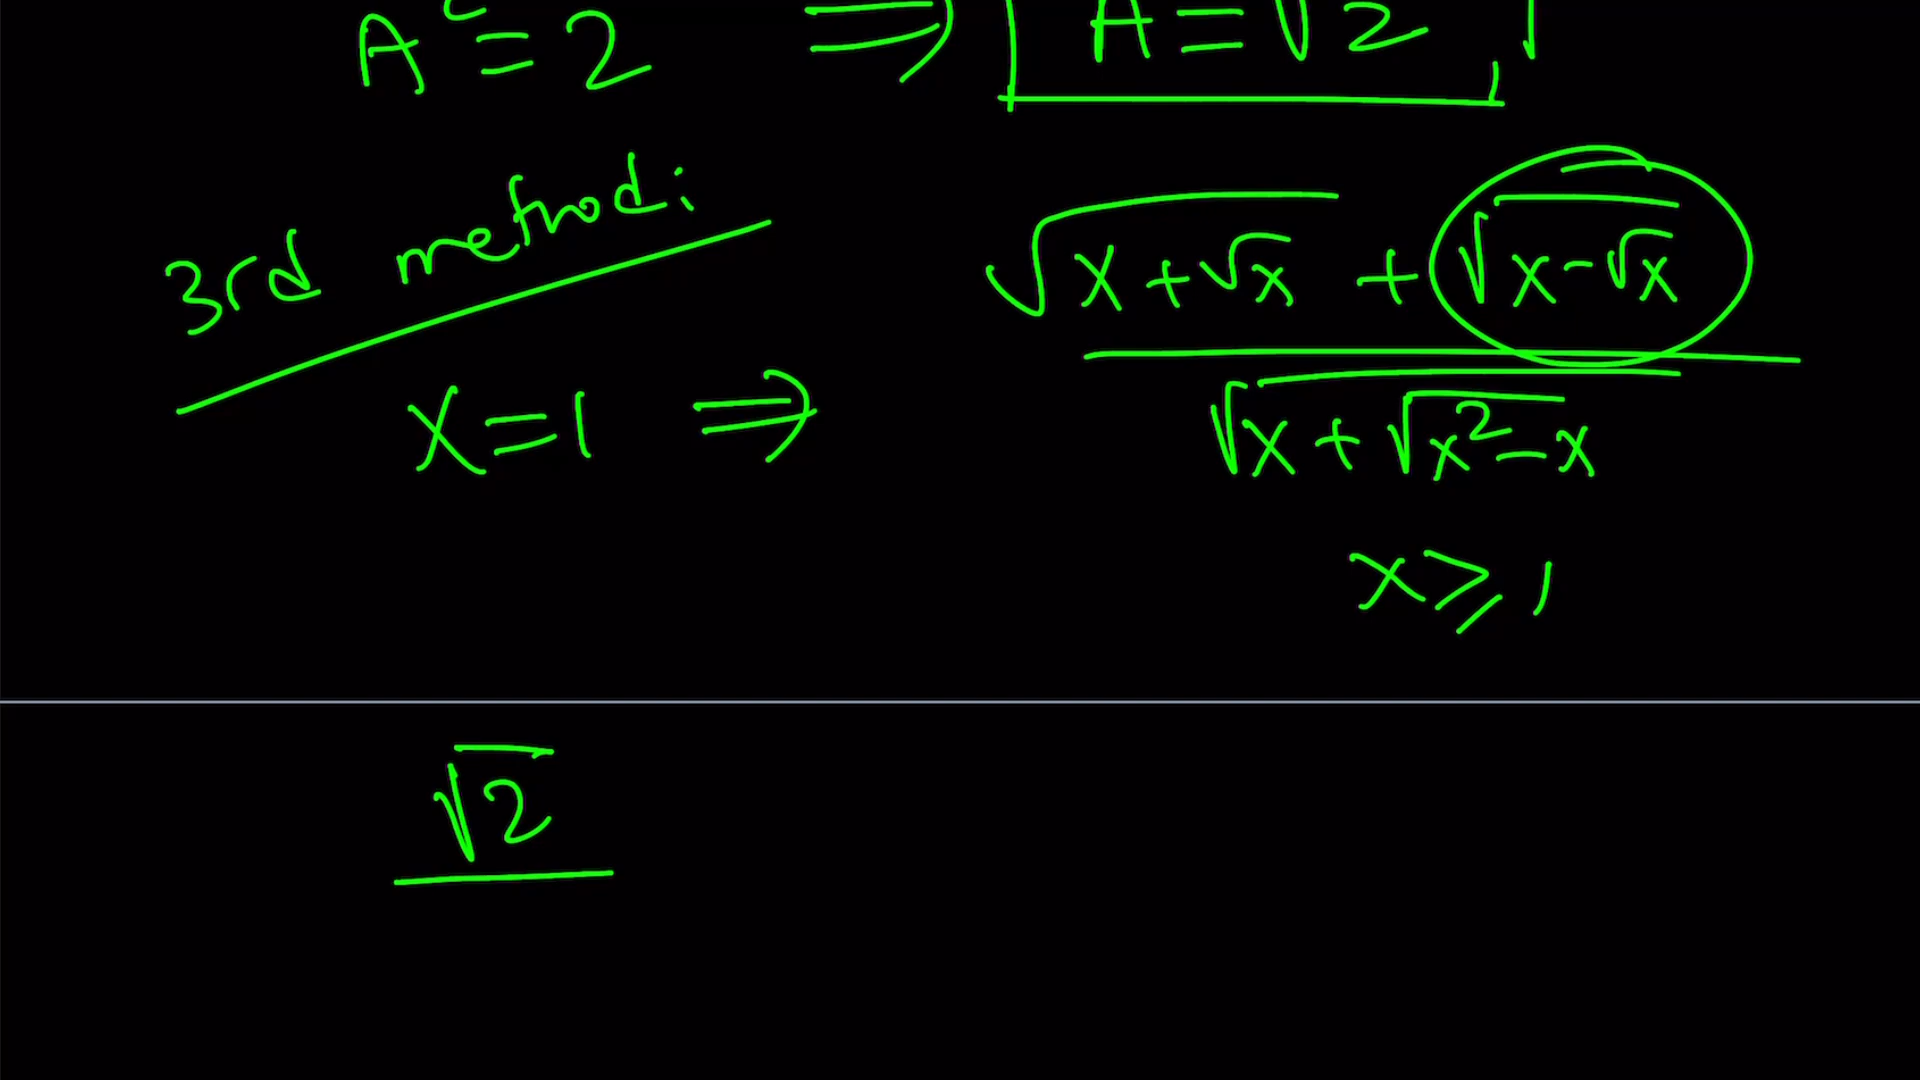 A² = 2 ⇒ A = √2
3rd method:
√(x + √x) + √(x - √x)
x = 1 ⇒
√(x + √(x² - x))
x ⩾ 1
√2